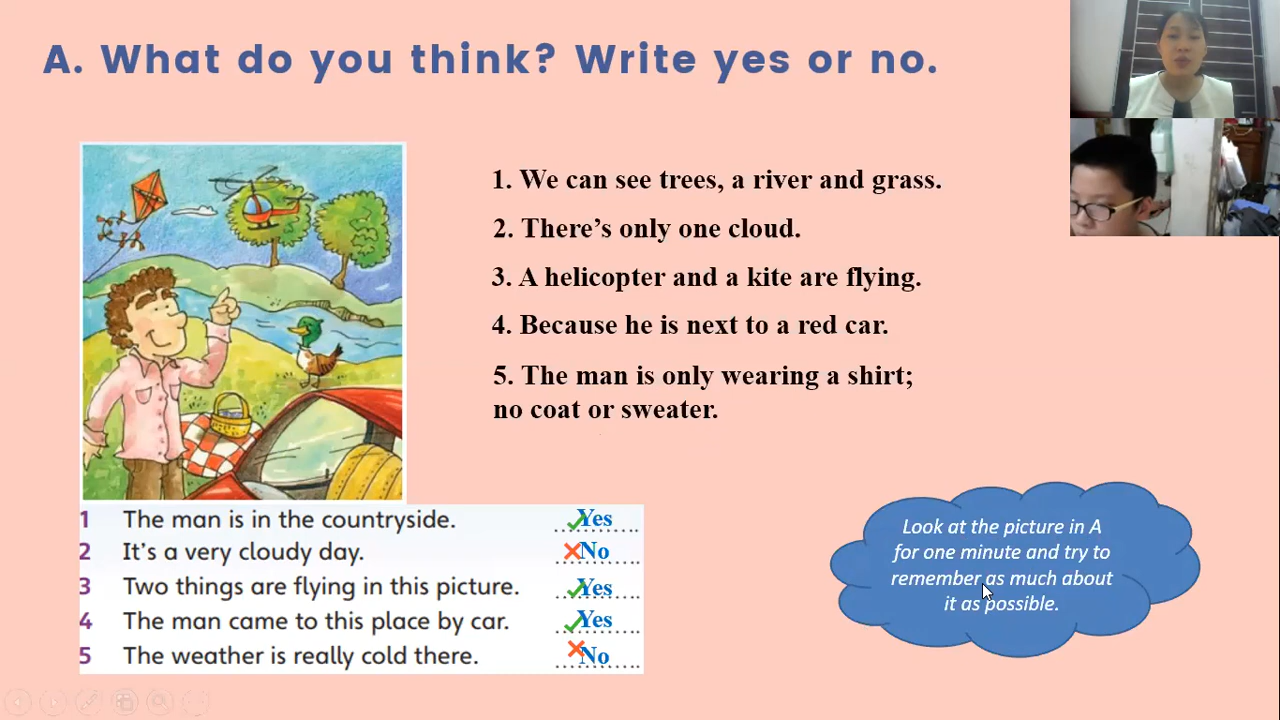 A. What do you think? Write yes or no.
1. We can see trees, a river and grass.
2. There's only one cloud.
3. A helicopter and a kite are flying.
4. Because he is next to a red car.
5. The man is only wearing a shirt;
no coat or sweater.
1 The man is in the countryside. Yes
2 It's a very cloudy day. No
3 Two things are flying in this picture. Yes
4 The man came to this place by car. Yes
5 The weather is really cold there. No
Look at the picture in A
for one minute and try to
remember as much about
it as possible.